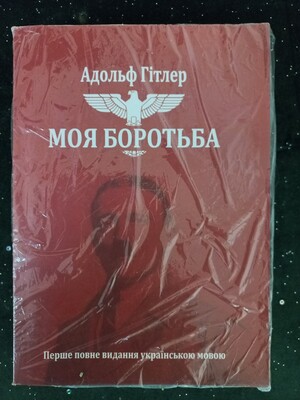 Адольф Гітлер
МОЯ БОРОТЬБА
Перше повне видання українською мовою